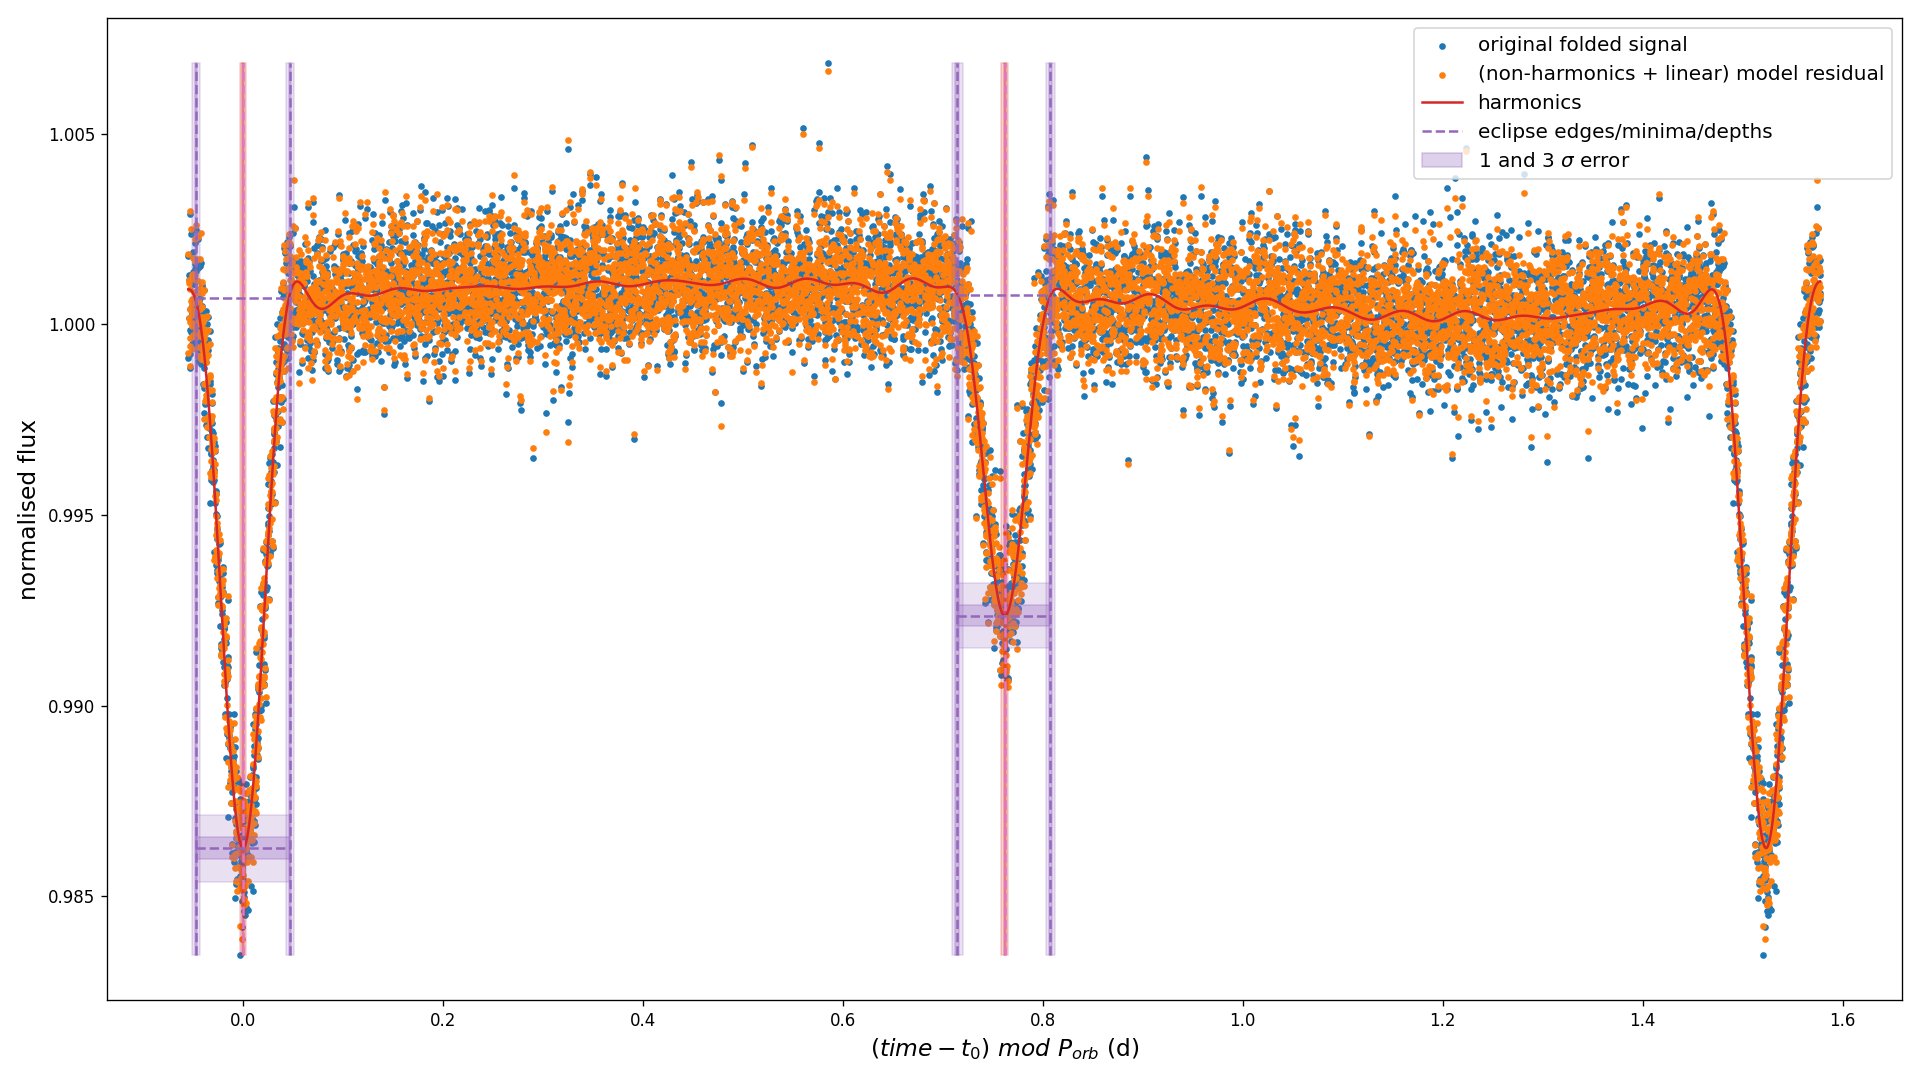 original folded signal
(non-harmonics + linear) model residual
harmonics
eclipse edges/minima/depths
1 and 3 σ error
normalised flux
1.005
1.000
0.995
0.990
0.985
0.0 0.2 0.4 0.6 0.8 1.0 1.2 1.4 1.6
(time − t₀) mod P_orb (d)